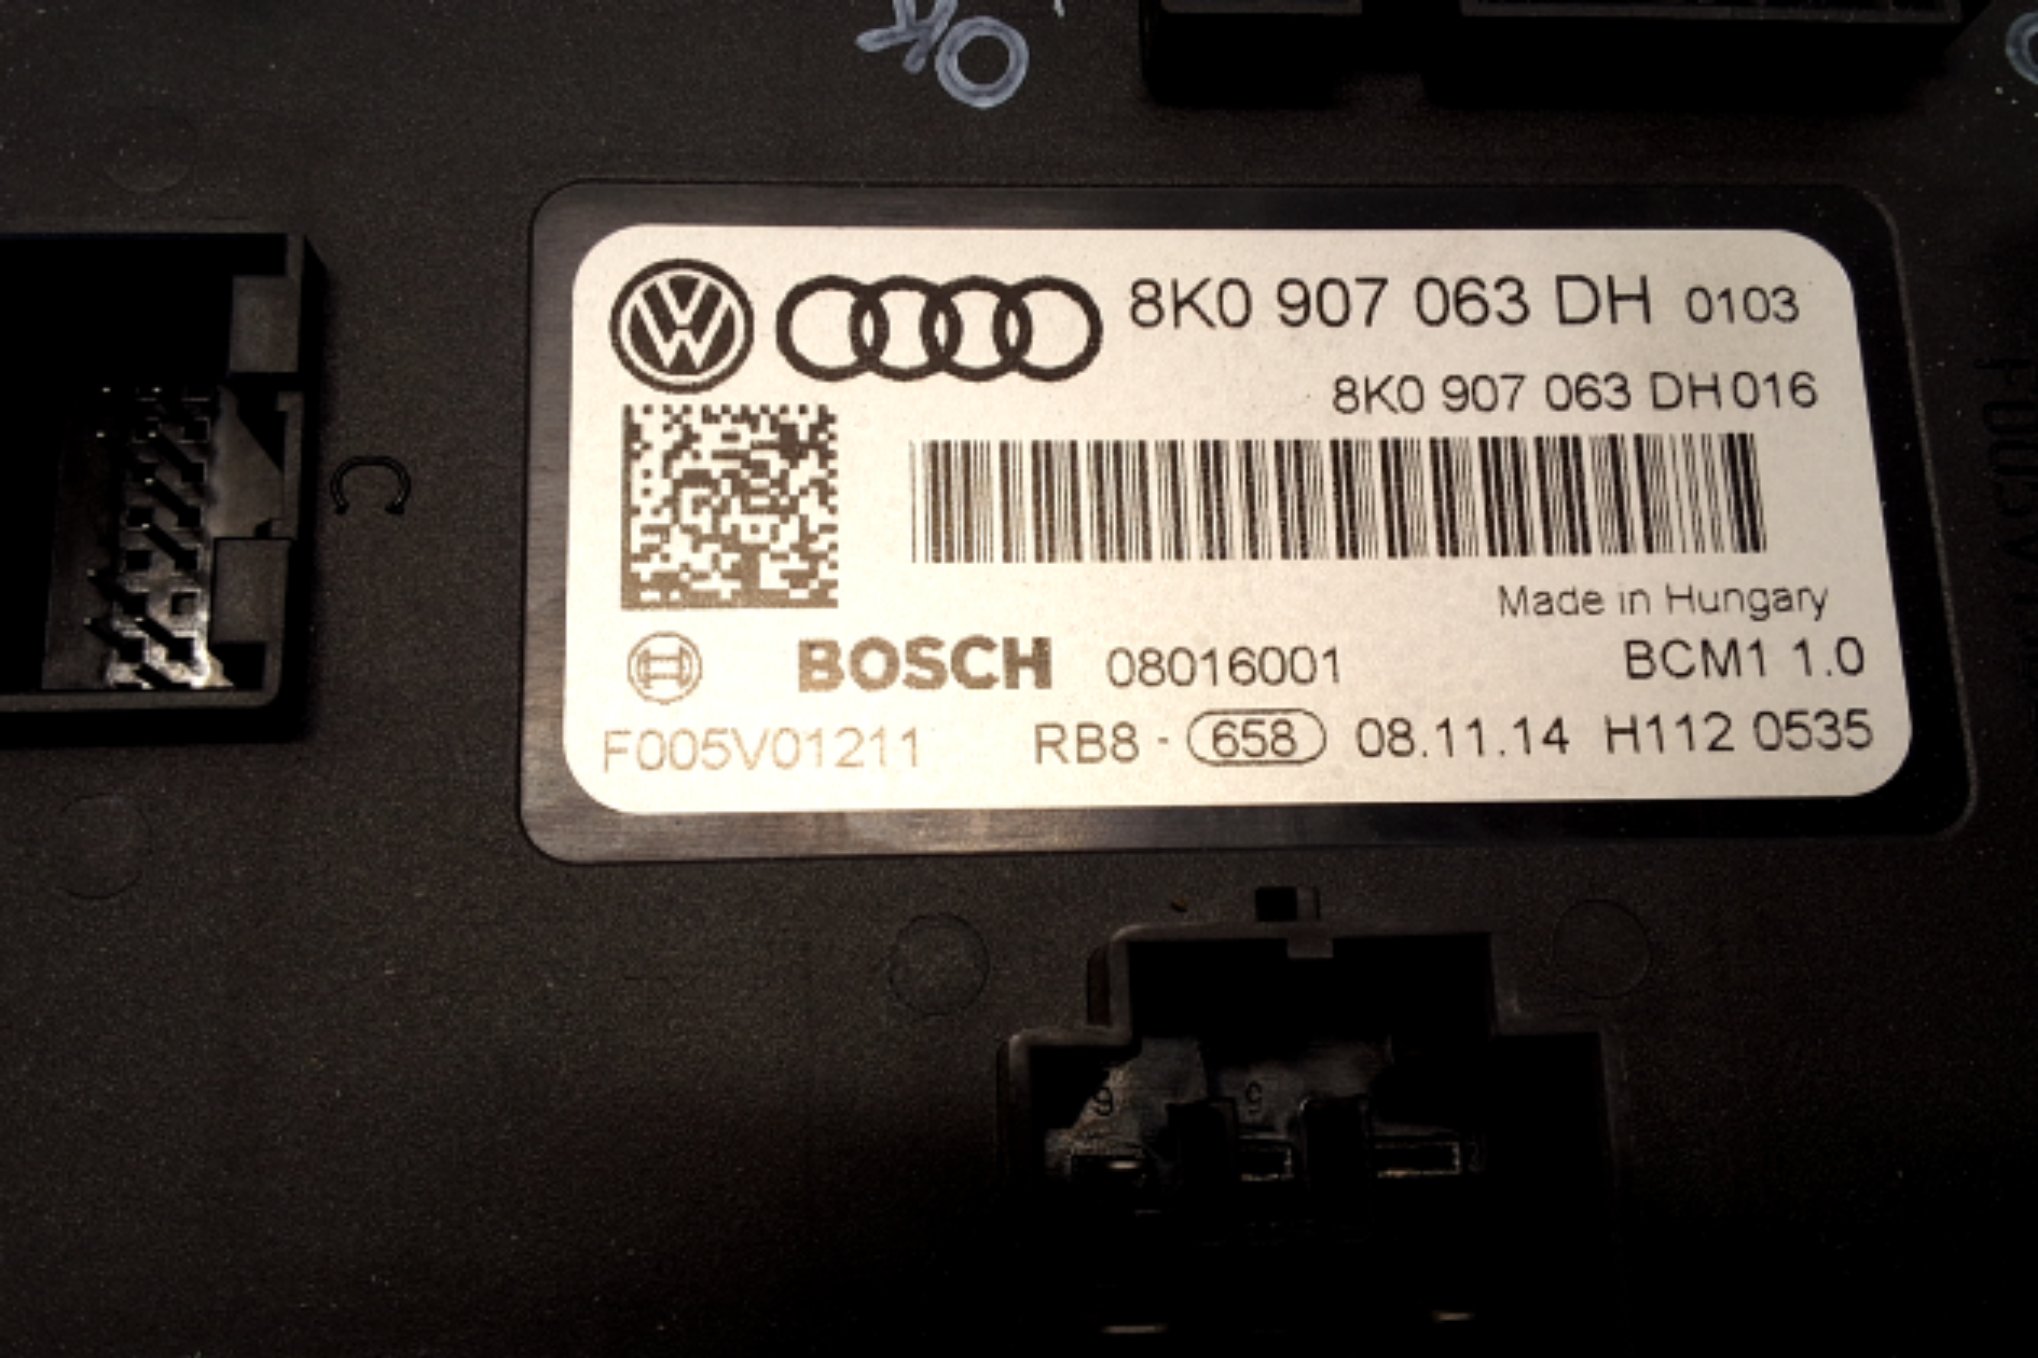 OK
8K0 907 063 DH 0103
8K0 907 063 DH 016
Made in Hungary
BOSCH 08016001 BCM1 1.0
F005V01211 RB8 - 658 08.11.14 H112 0535
C